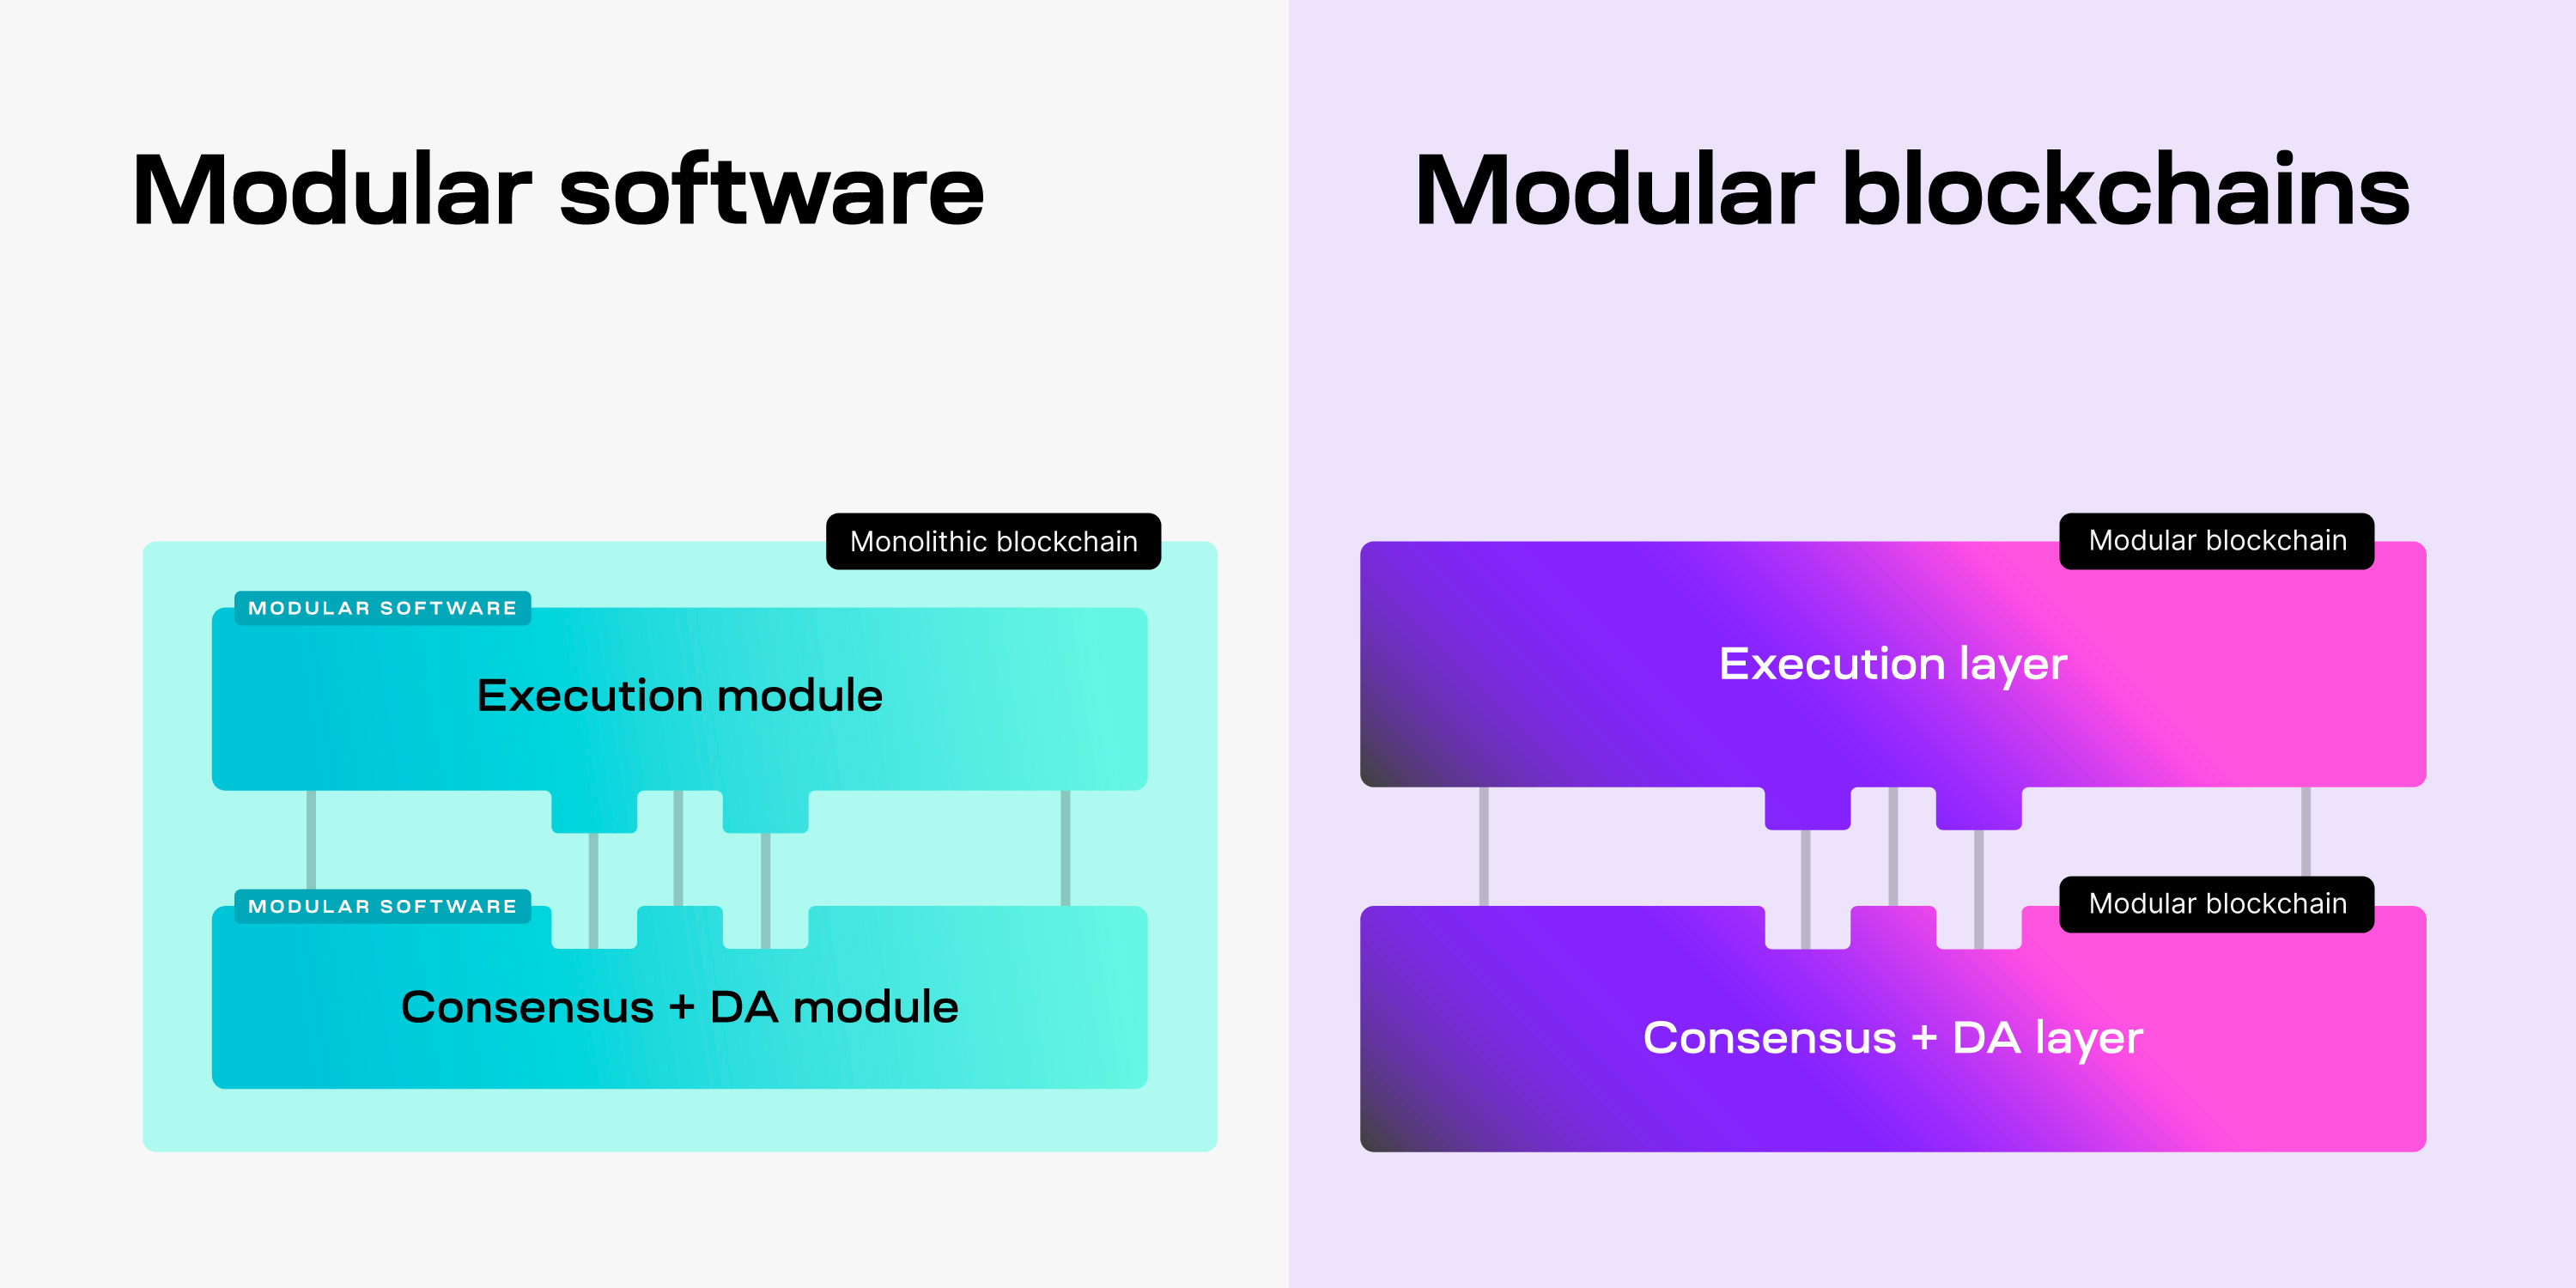 Modular software
Monolithic blockchain
MODULAR SOFTWARE
Execution module
MODULAR SOFTWARE
Consensus + DA module
Modular blockchains
Modular blockchain
Execution layer
Modular blockchain
Consensus + DA layer